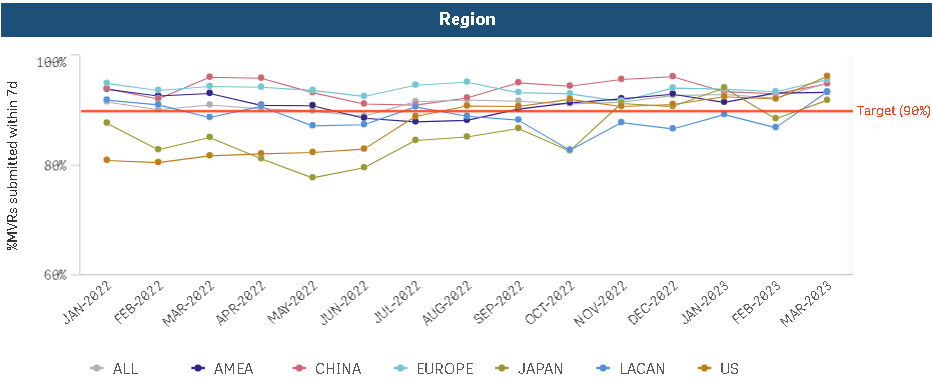 Region
%MVRs submitted within 7d
100%
80%
60%
Target (90%)
JAN-2022
FEB-2022
MAR-2022
APR-2022
MAY-2022
JUN-2022
JUL-2022
AUG-2022
SEP-2022
OCT-2022
NOV-2022
DEC-2022
JAN-2023
FEB-2023
MAR-2023
ALL AMEA CHINA EUROPE JAPAN LACAN US